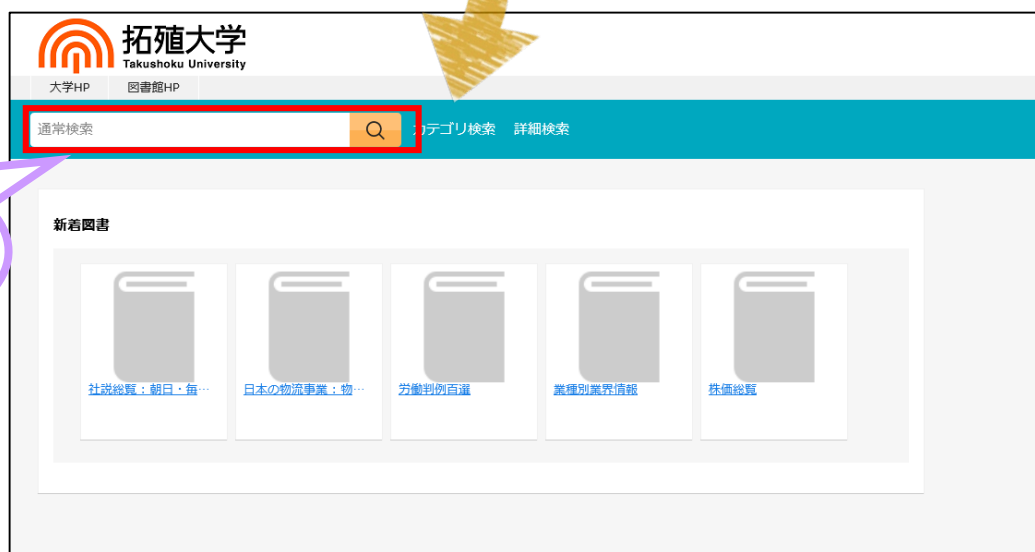 拓殖大学
Takushoku University
大学HP 図書館HP
通常検索 カテゴリ検索 詳細検索
新着図書
社説総覧：朝日・毎… 日本の物流事業：物… 労働判例百選 業種別業界情報 株価総覧